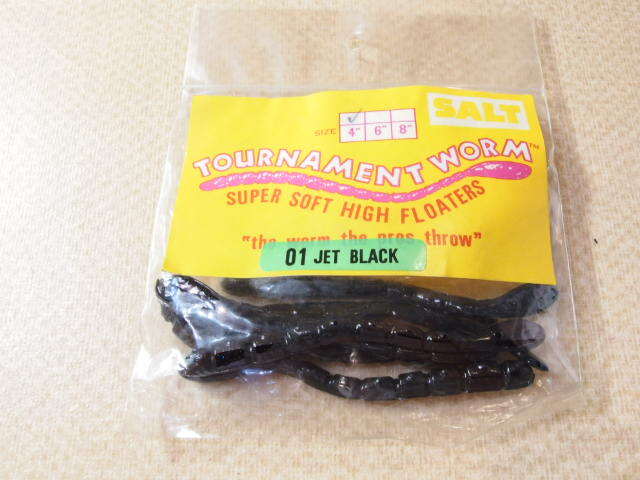 SALT
SIZE 4" 6" 8"
TOURNAMENT WORM™
SUPER SOFT HIGH FLOATERS
"the worm the pros throw"
01 JET BLACK